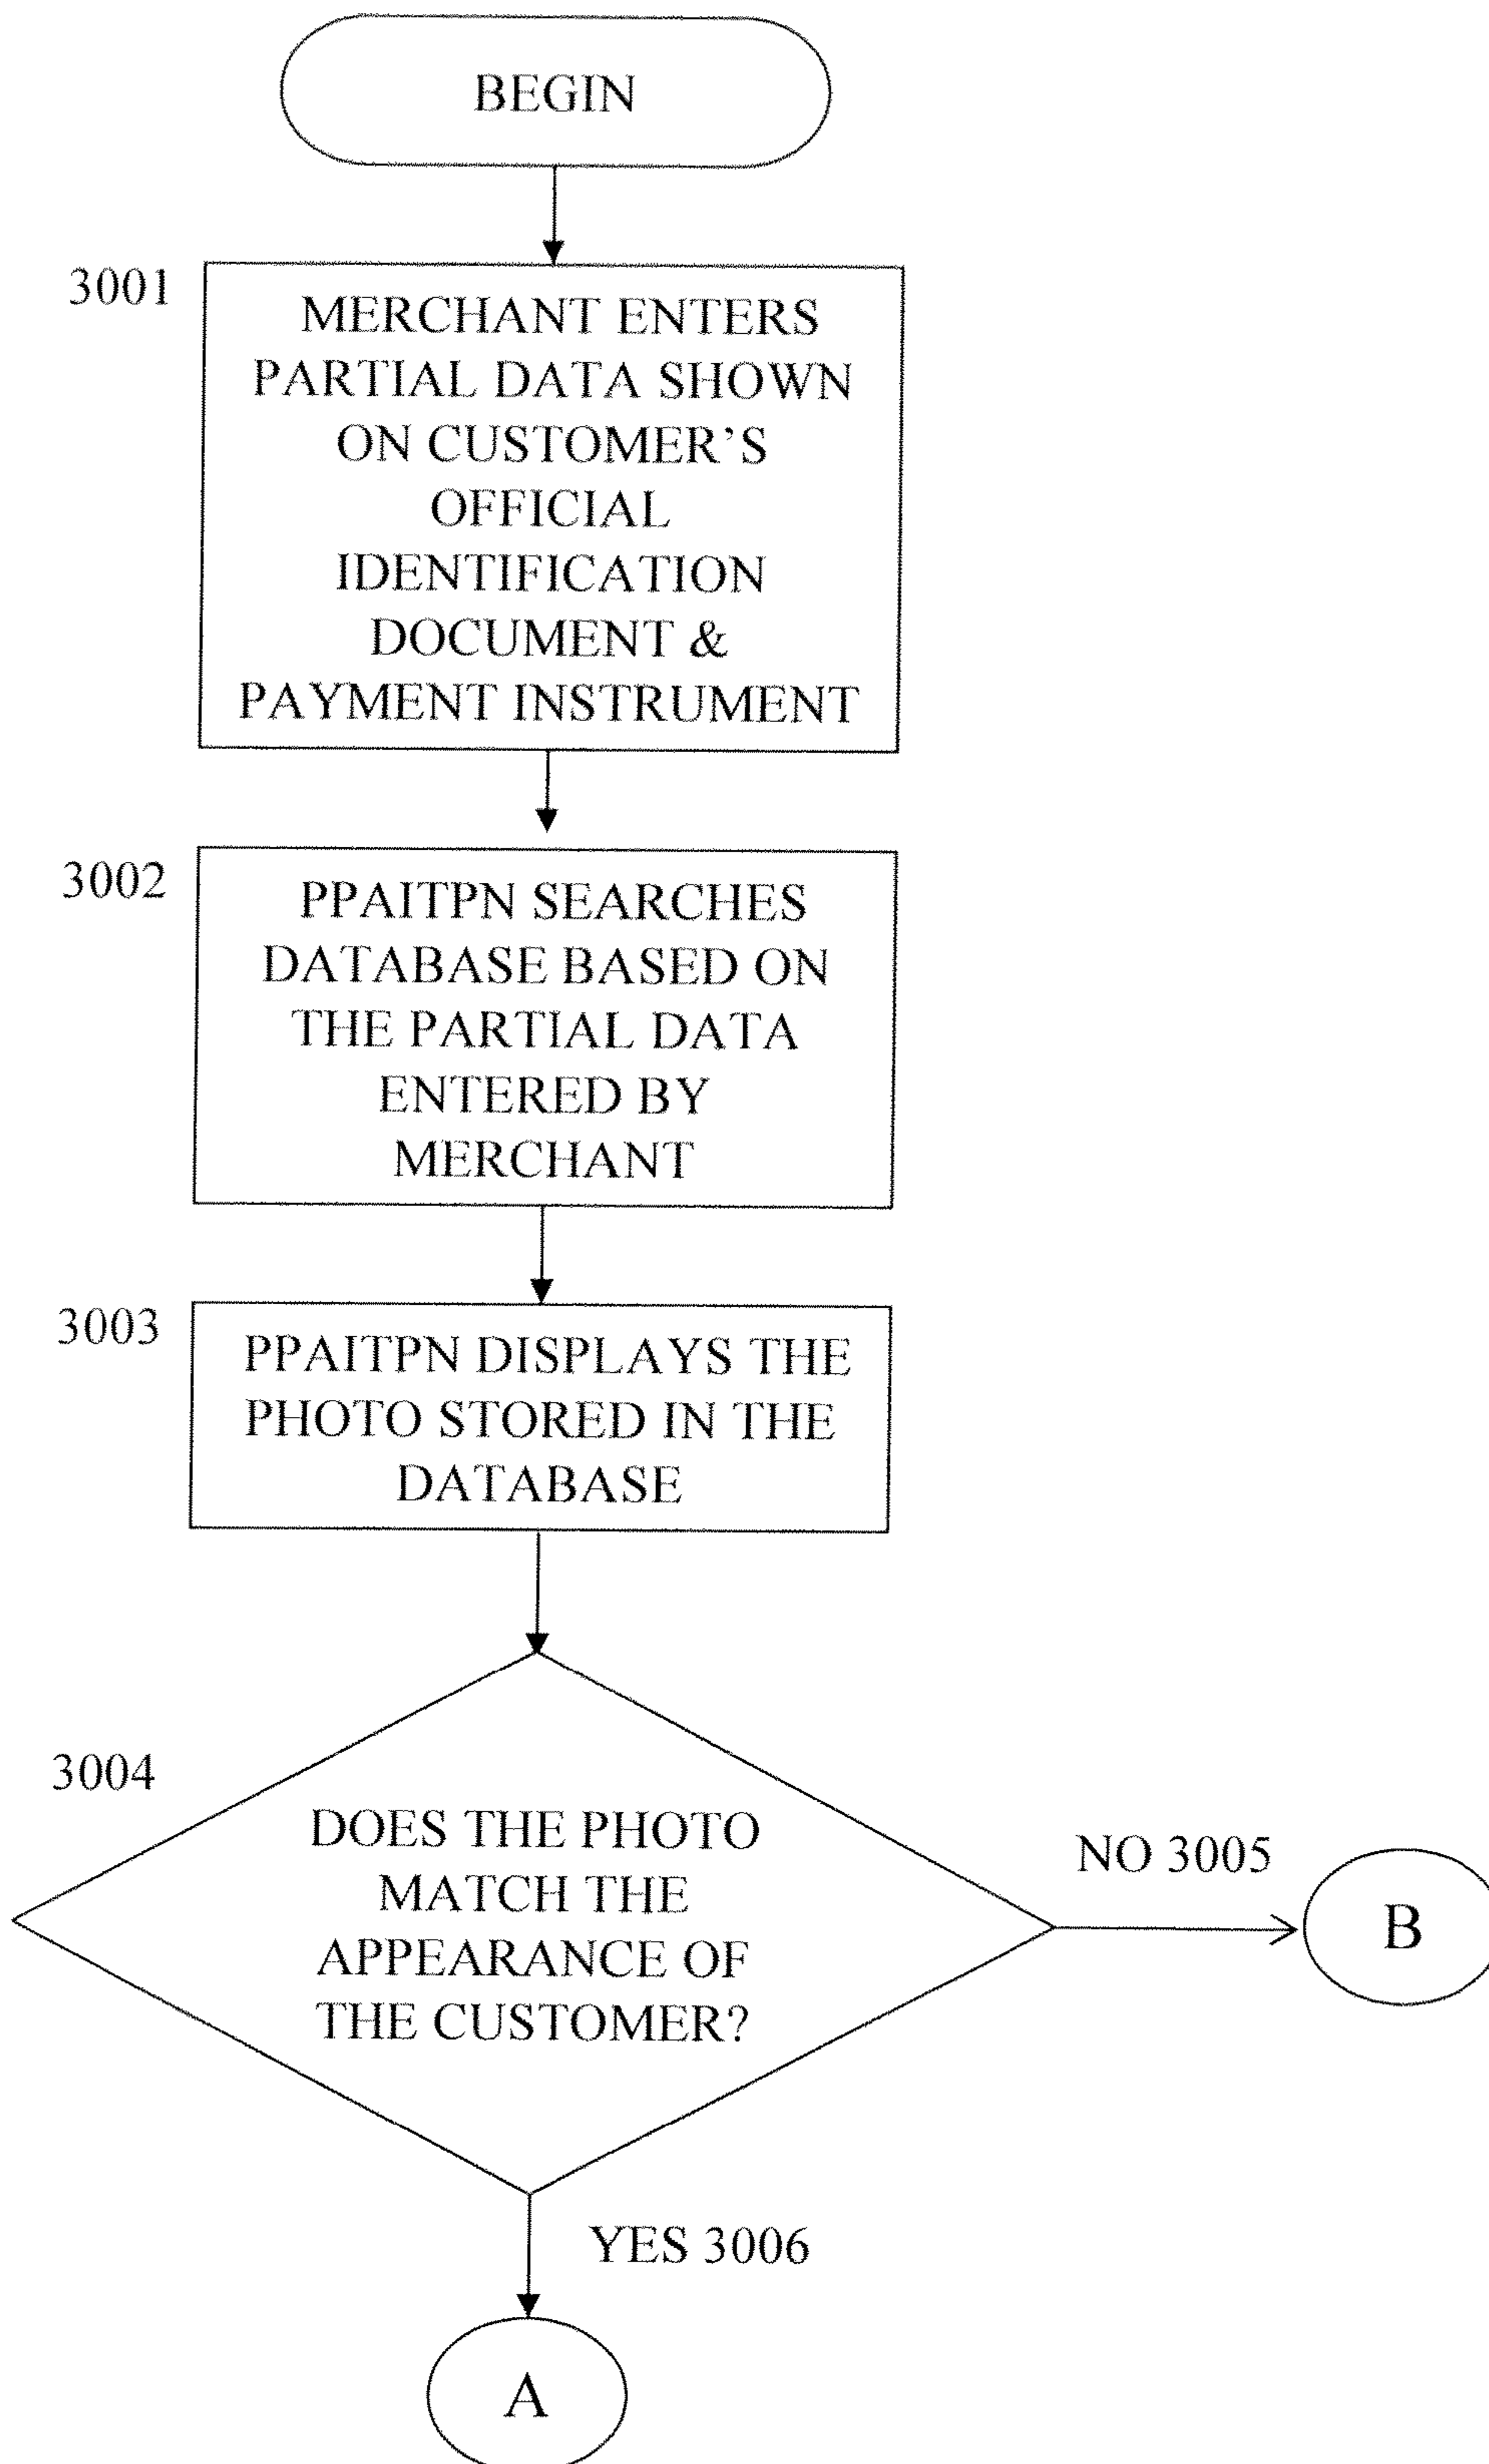 BEGIN
3001
MERCHANT ENTERS
PARTIAL DATA SHOWN
ON CUSTOMER’S
OFFICIAL
IDENTIFICATION
DOCUMENT &
PAYMENT INSTRUMENT
3002
PPAITPN SEARCHES
DATABASE BASED ON
THE PARTIAL DATA
ENTERED BY
MERCHANT
3003
PPAITPN DISPLAYS THE
PHOTO STORED IN THE
DATABASE
3004
DOES THE PHOTO
MATCH THE
APPEARANCE OF
THE CUSTOMER?
NO 3005
B
YES 3006
A